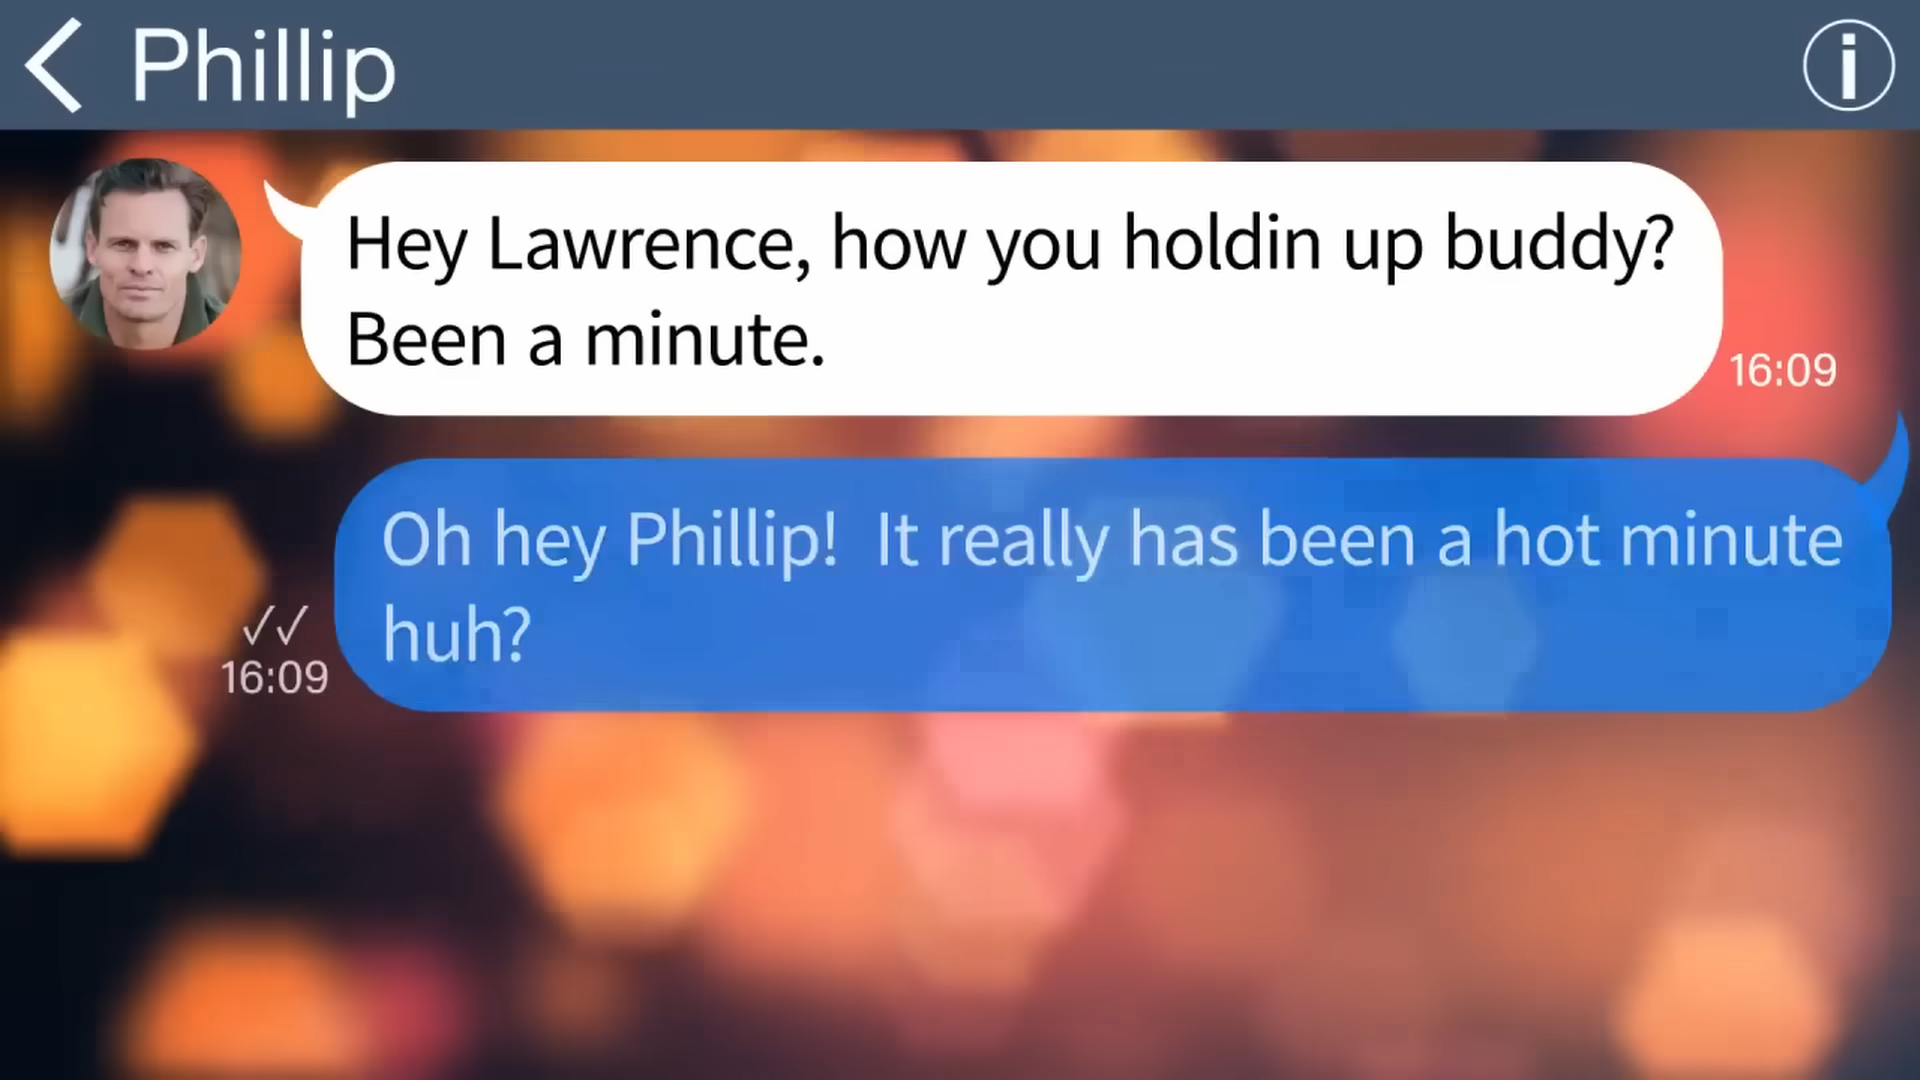 Phillip
Hey Lawrence, how you holdin up buddy?
Been a minute.
16:09
Oh hey Phillip!  It really has been a hot minute
huh?
16:09